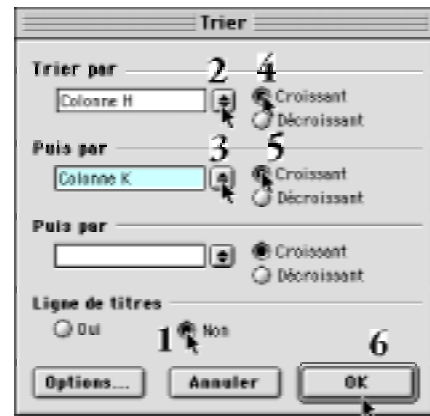 Trier
Trier par
2 4
Colonne H
Croissant
Décroissant
Puis par
3 5
Colonne K
Croissant
Décroissant
Puis par
Croissant
Décroissant
Ligne de titres
Oui 1 Non
6
Options... Annuler OK